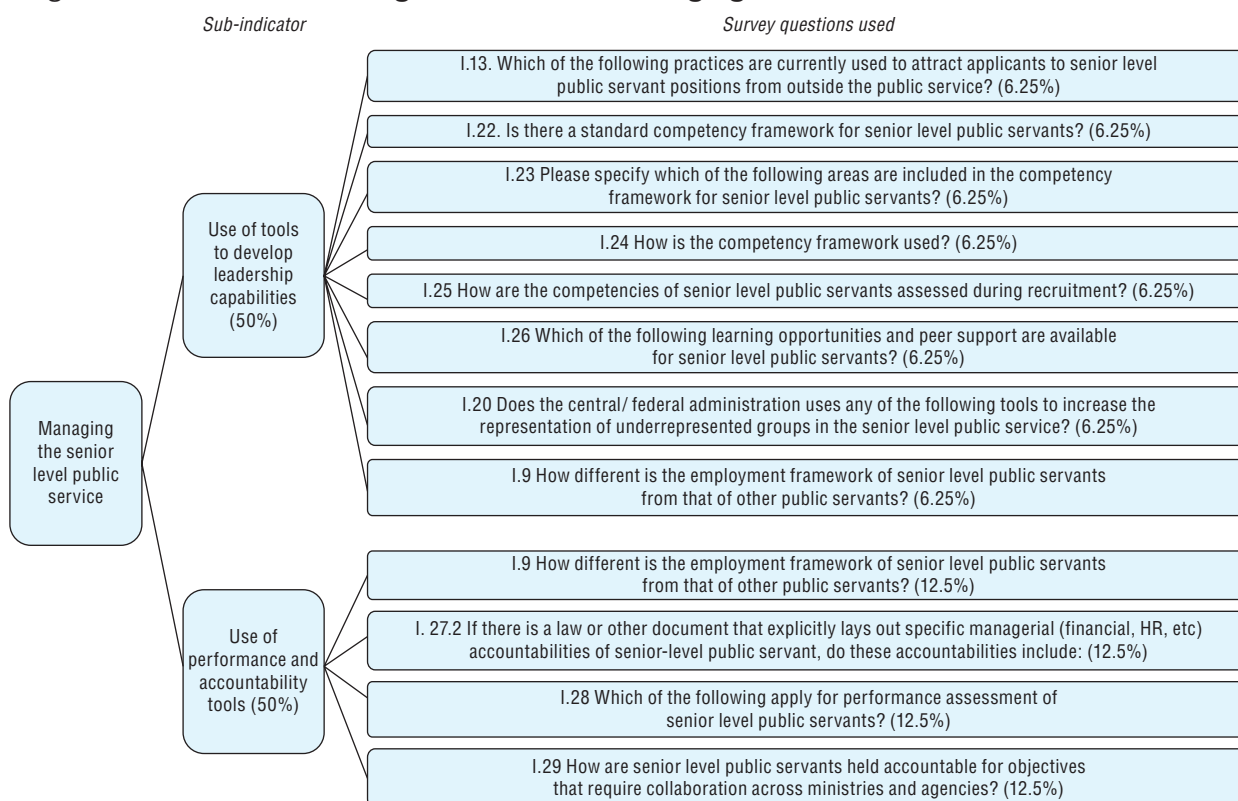 Sub-indicator
Survey questions used
I.13. Which of the following practices are currently used to attract applicants to senior level
public servant positions from outside the public service? (6.25%)
I.22. Is there a standard competency framework for senior level public servants? (6.25%)
I.23 Please specify which of the following areas are included in the competency
framework for senior level public servants? (6.25%)
Use of tools
to develop
leadership
capabilities
(50%)
I.24 How is the competency framework used? (6.25%)
I.25 How are the competencies of senior level public servants assessed during recruitment? (6.25%)
I.26 Which of the following learning opportunities and peer support are available
for senior level public servants? (6.25%)
I.20 Does the central/ federal administration uses any of the following tools to increase the
representation of underrepresented groups in the senior level public service? (6.25%)
Managing
the senior
level public
service
I.9 How different is the employment framework of senior level public servants
from that of other public servants? (6.25%)
I.9 How different is the employment framework of senior level public servants
from that of other public servants? (12.5%)
Use of
performance and
accountability
tools (50%)
I. 27.2 If there is a law or other document that explicitly lays out specific managerial (financial, HR, etc)
accountabilities of senior-level public servant, do these accountabilities include: (12.5%)
I.28 Which of the following apply for performance assessment of
senior level public servants? (12.5%)
I.29 How are senior level public servants held accountable for objectives
that require collaboration across ministries and agencies? (12.5%)